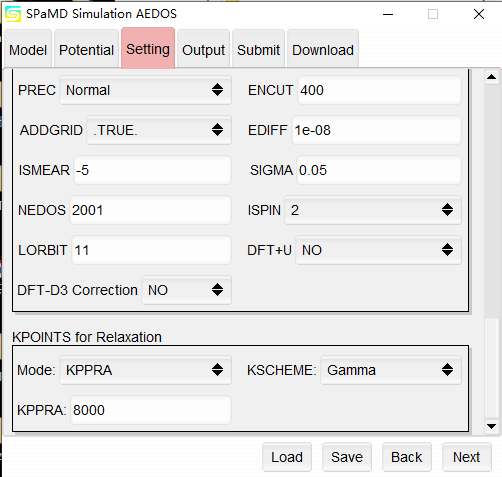 SPaMD Simulation AEDOS
Model Potential Setting Output Submit Download
PREC Normal ENCUT 400
ADDGRID .TRUE. EDIFF 1e-08
ISMEAR -5 SIGMA 0.05
NEDOS 2001 ISPIN 2
LORBIT 11 DFT+U NO
DFT-D3 Correction NO
KPOINTS for Relaxation
Mode: KPPRA KSCHEME: Gamma
KPPRA: 8000
Load Save Back Next